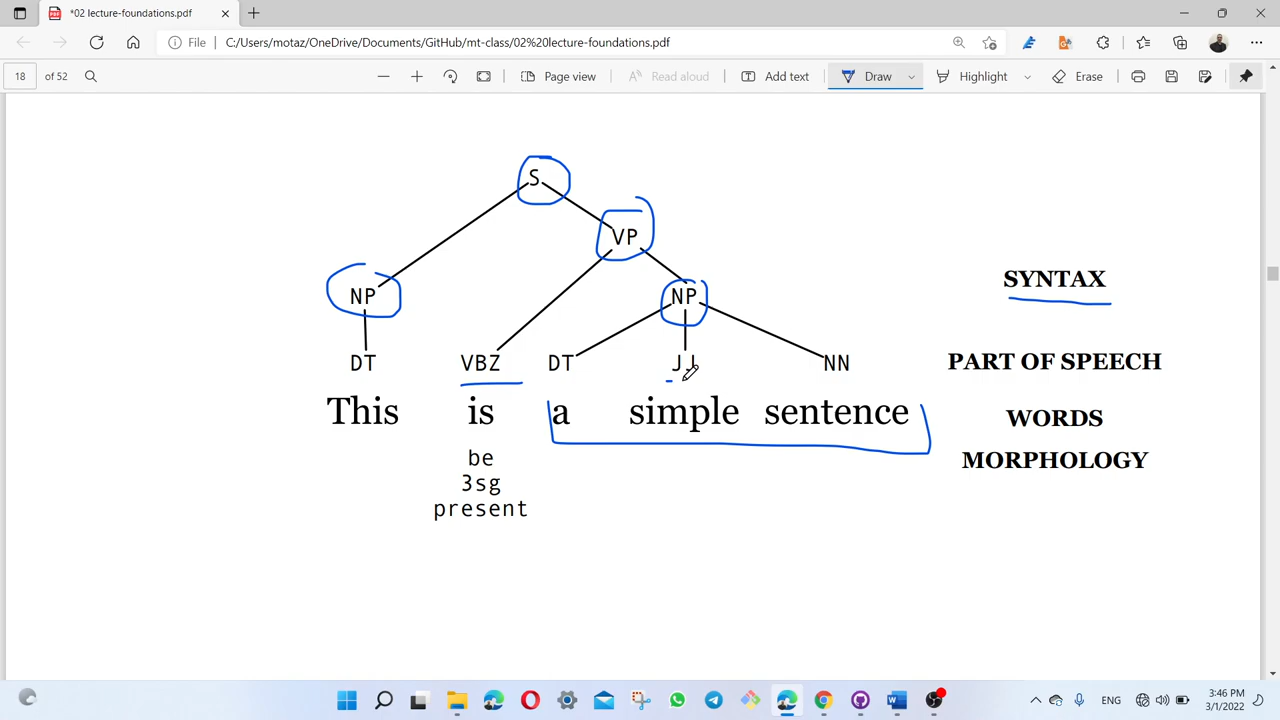 *02 lecture-foundations.pdf
File C:/Users/motaz/OneDrive/Documents/GitHub/mt-class/02%20lecture-foundations.pdf
18 of 52 Page view Read aloud Add text Draw Highlight Erase
S
VP
NP NP
SYNTAX
DT VBZ DT JJ NN PART OF SPEECH
This is a simple sentence WORDS
be MORPHOLOGY
3sg
present
ENG 3:46 PM
3/1/2022